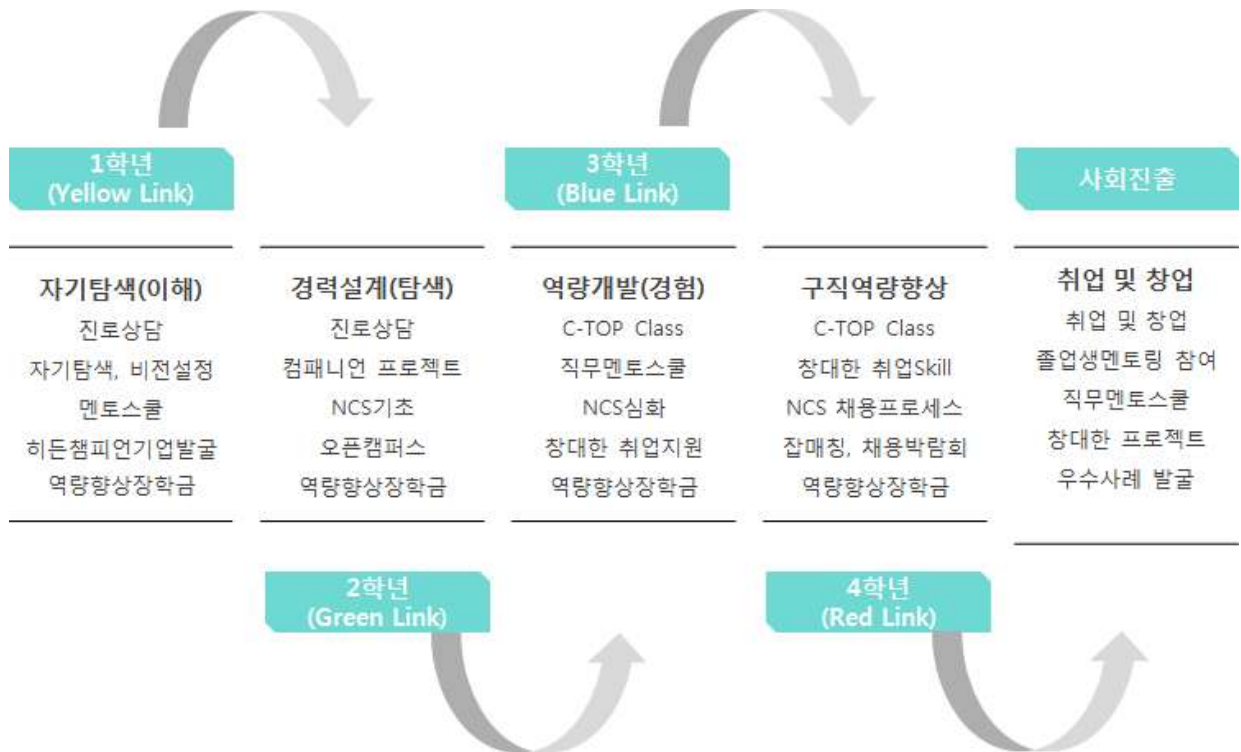 1학년
(Yellow Link)
자기탐색(이해)
진로상담
자기탐색, 비전설정
멘토스쿨
히든챔피언기업발굴
역량향상장학금
2학년
(Green Link)
경력설계(탐색)
진로상담
컴패니언 프로젝트
NCS기초
오픈캠퍼스
역량향상장학금
3학년
(Blue Link)
역량개발(경험)
C-TOP Class
직무멘토스쿨
NCS심화
창대한 취업지원
역량향상장학금
4학년
(Red Link)
구직역량향상
C-TOP Class
창대한 취업Skill
NCS 채용프로세스
잡매칭, 채용박람회
역량향상장학금
사회진출
취업 및 창업
취업 및 창업
졸업생멘토링 참여
직무멘토스쿨
창대한 프로젝트
우수사례 발굴